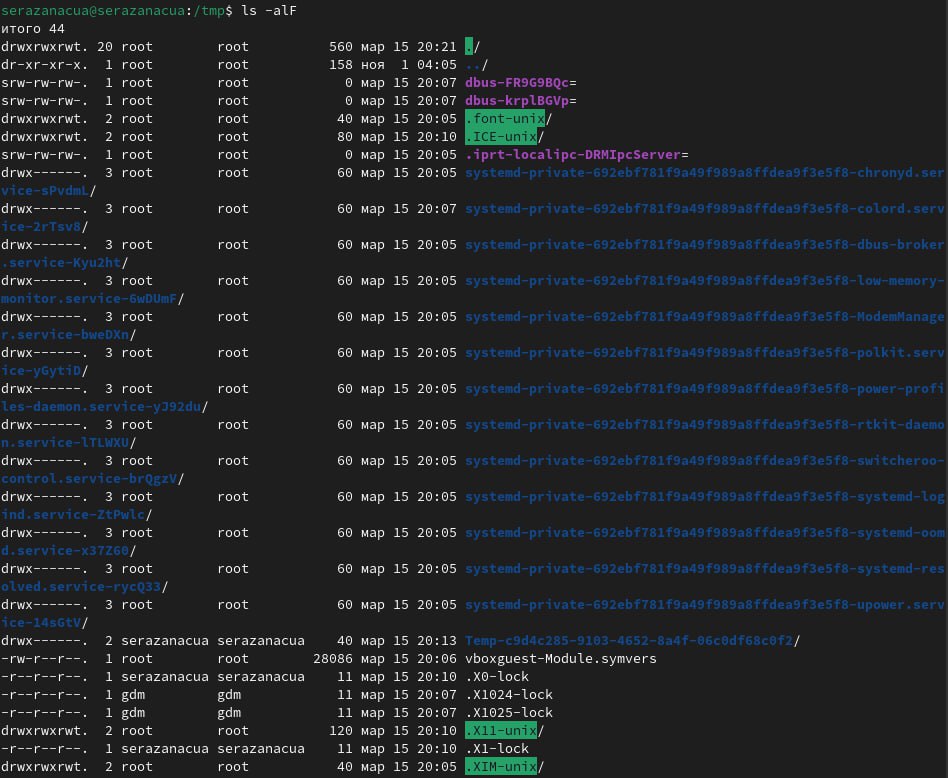 serazanacua@serazanacua:/tmp$ ls -alF
итого 44
drwxrwxrwt. 20 root        root          560 мар 15 20:21 ./
dr-xr-xr-x.  1 root        root          158 ноя  1 04:05 ../
srw-rw-rw-.  1 root        root            0 мар 15 20:07 dbus-FR9G9BQc=
srw-rw-rw-.  1 root        root            0 мар 15 20:07 dbus-krplBGVp=
drwxrwxrwt.  2 root        root           40 мар 15 20:05 .font-unix/
drwxrwxrwt.  2 root        root           80 мар 15 20:10 .ICE-unix/
srw-rw-rw-.  1 root        root            0 мар 15 20:05 .iprt-localipc-DRMIpcServer=
drwx------.  3 root        root           60 мар 15 20:05 systemd-private-692ebf781f9a49f989a8ffdea9f3e5f8-chronyd.ser
vice-sPvdmL/
drwx------.  3 root        root           60 мар 15 20:07 systemd-private-692ebf781f9a49f989a8ffdea9f3e5f8-colord.serv
ice-2rTsv8/
drwx------.  3 root        root           60 мар 15 20:05 systemd-private-692ebf781f9a49f989a8ffdea9f3e5f8-dbus-broker
.service-Kyu2ht/
drwx------.  3 root        root           60 мар 15 20:05 systemd-private-692ebf781f9a49f989a8ffdea9f3e5f8-low-memory-
monitor.service-6wDUmF/
drwx------.  3 root        root           60 мар 15 20:05 systemd-private-692ebf781f9a49f989a8ffdea9f3e5f8-ModemManage
r.service-bweDXn/
drwx------.  3 root        root           60 мар 15 20:05 systemd-private-692ebf781f9a49f989a8ffdea9f3e5f8-polkit.serv
ice-yGytiD/
drwx------.  3 root        root           60 мар 15 20:05 systemd-private-692ebf781f9a49f989a8ffdea9f3e5f8-power-profi
les-daemon.service-yJ92du/
drwx------.  3 root        root           60 мар 15 20:05 systemd-private-692ebf781f9a49f989a8ffdea9f3e5f8-rtkit-daemo
n.service-lTLWXU/
drwx------.  3 root        root           60 мар 15 20:05 systemd-private-692ebf781f9a49f989a8ffdea9f3e5f8-switcheroo-
control.service-brQgzV/
drwx------.  3 root        root           60 мар 15 20:05 systemd-private-692ebf781f9a49f989a8ffdea9f3e5f8-systemd-log
ind.service-ZtPwlc/
drwx------.  3 root        root           60 мар 15 20:05 systemd-private-692ebf781f9a49f989a8ffdea9f3e5f8-systemd-oom
d.service-x37Z60/
drwx------.  3 root        root           60 мар 15 20:05 systemd-private-692ebf781f9a49f989a8ffdea9f3e5f8-systemd-res
olved.service-rycQ33/
drwx------.  3 root        root           60 мар 15 20:05 systemd-private-692ebf781f9a49f989a8ffdea9f3e5f8-upower.serv
ice-14sGtV/
drwx------.  2 serazanacua serazanacua    40 мар 15 20:13 Temp-c9d4c285-9103-4652-8a4f-06c0df68c0f2/
-rw-r--r--.  1 root        root        28086 мар 15 20:06 vboxguest-Module.symvers
-r--r--r--.  1 serazanacua serazanacua    11 мар 15 20:10 .X0-lock
-r--r--r--.  1 gdm         gdm            11 мар 15 20:07 .X1024-lock
-r--r--r--.  1 gdm         gdm            11 мар 15 20:07 .X1025-lock
drwxrwxrwt.  2 root        root          120 мар 15 20:10 .X11-unix/
-r--r--r--.  1 serazanacua serazanacua    11 мар 15 20:10 .X1-lock
drwxrwxrwt.  2 root        root           40 мар 15 20:05 .XIM-unix/